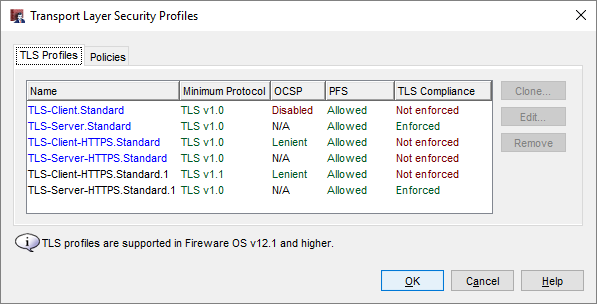 Transport Layer Security Profiles
TLS Profiles Policies
Name Minimum Protocol OCSP PFS TLS Compliance
TLS-Client.Standard TLS v1.0 Disabled Allowed Not enforced
TLS-Server.Standard TLS v1.0 N/A Allowed Enforced
TLS-Client-HTTPS.Standard TLS v1.0 Lenient Allowed Not enforced
TLS-Server-HTTPS.Standard TLS v1.0 N/A Allowed Not enforced
TLS-Client-HTTPS.Standard.1 TLS v1.1 Lenient Allowed Not enforced
TLS-Server-HTTPS.Standard.1 TLS v1.0 N/A Allowed Enforced
Clone...
Edit...
Remove
TLS profiles are supported in Fireware OS v12.1 and higher.
OK Cancel Help